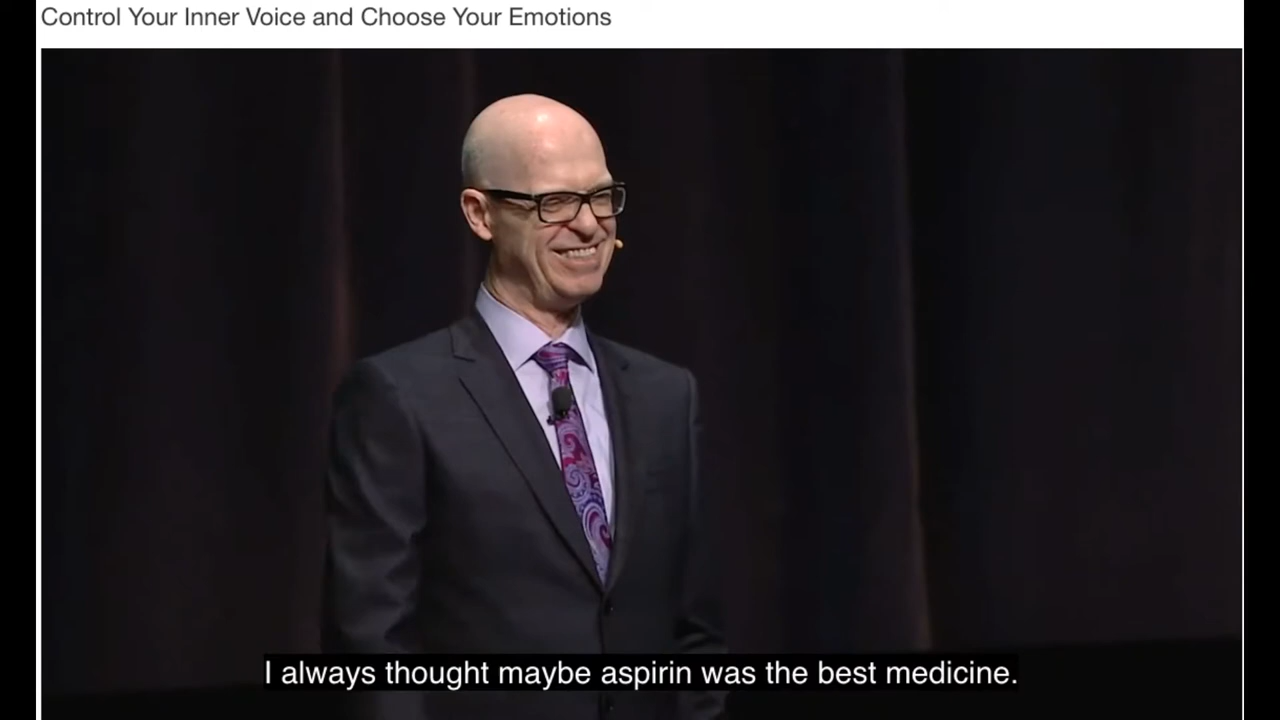 Control Your Inner Voice and Choose Your Emotions
I always thought maybe aspirin was the best medicine.